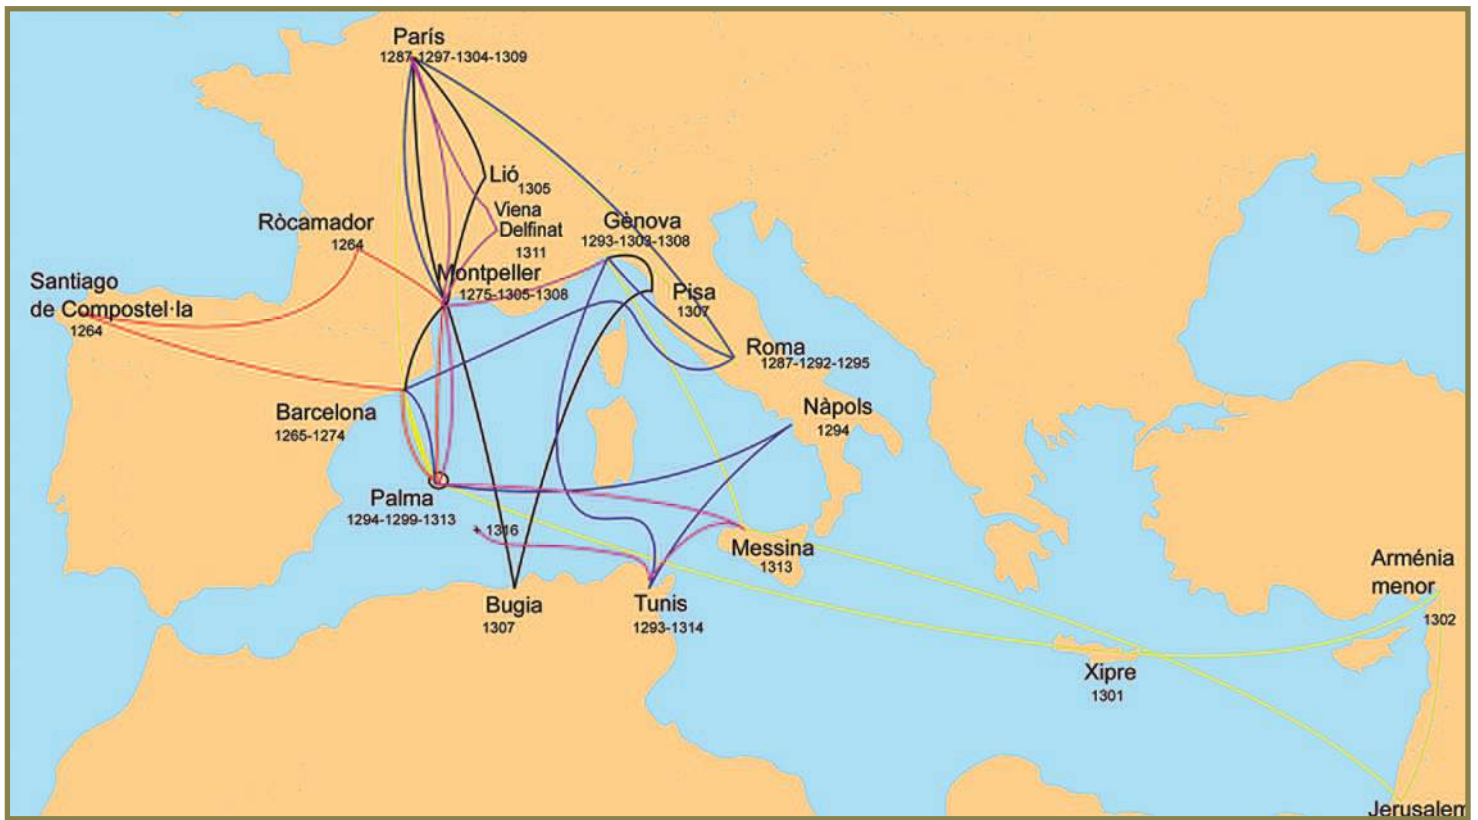 París
1287-1297-1304-1309
Lió
1305
Viena
Delfinat
1311
Ròcamador
1264
Gènova
1293-1303-1308
Montpeller
1275-1305-1308
Santiago
de Compostel·la
1264
Pisa
1307
Roma
1287-1292-1295
Barcelona
1265-1274
Nàpols
1294
Palma
1294-1299-1313
+ 1316
Messina
1313
Arménia
menor
1302
Bugia
1307
Tunis
1293-1314
Xipre
1301
Jerusalem